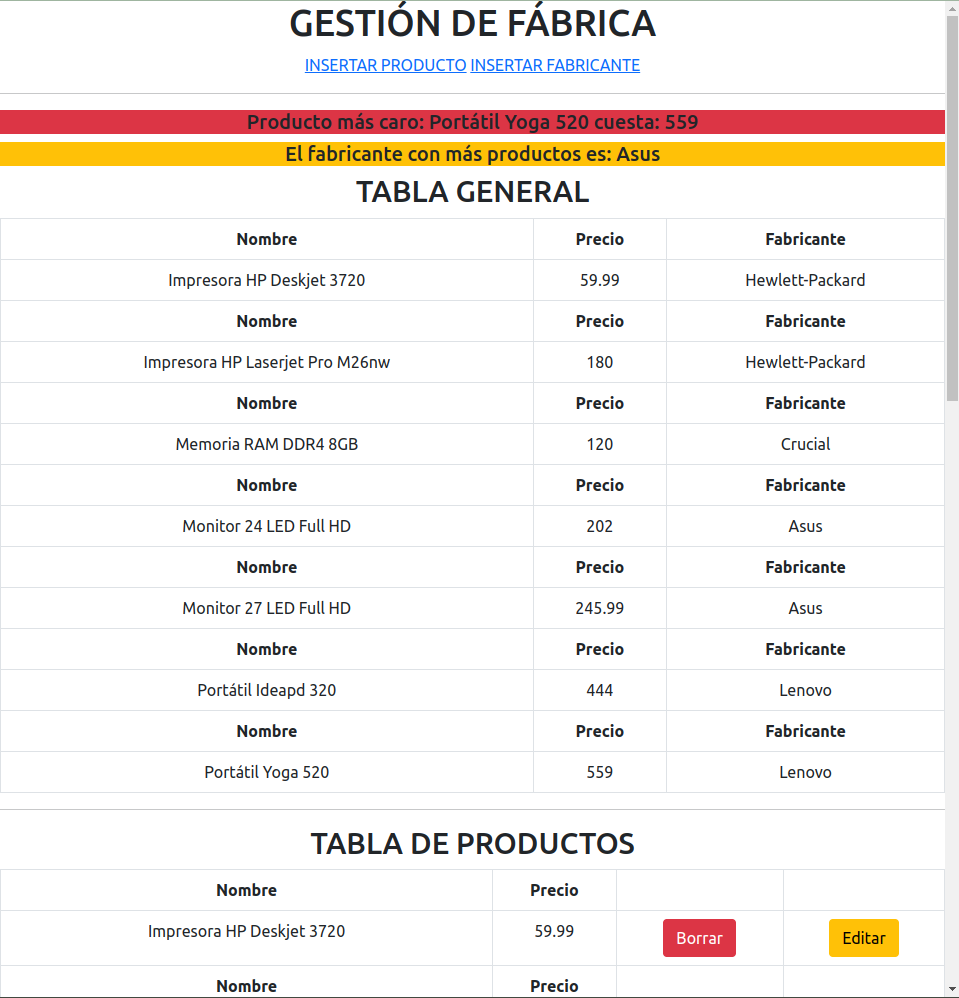 GESTIÓN DE FÁBRICA
INSERTAR PRODUCTO INSERTAR FABRICANTE
Producto más caro: Portátil Yoga 520 cuesta: 559
El fabricante con más productos es: Asus
TABLA GENERAL
Nombre Precio Fabricante
Impresora HP Deskjet 3720 59.99 Hewlett-Packard
Nombre Precio Fabricante
Impresora HP Laserjet Pro M26nw 180 Hewlett-Packard
Nombre Precio Fabricante
Memoria RAM DDR4 8GB 120 Crucial
Nombre Precio Fabricante
Monitor 24 LED Full HD 202 Asus
Nombre Precio Fabricante
Monitor 27 LED Full HD 245.99 Asus
Nombre Precio Fabricante
Portátil Ideapd 320 444 Lenovo
Nombre Precio Fabricante
Portátil Yoga 520 559 Lenovo
TABLA DE PRODUCTOS
Nombre Precio
Impresora HP Deskjet 3720 59.99 Borrar Editar
Nombre Precio